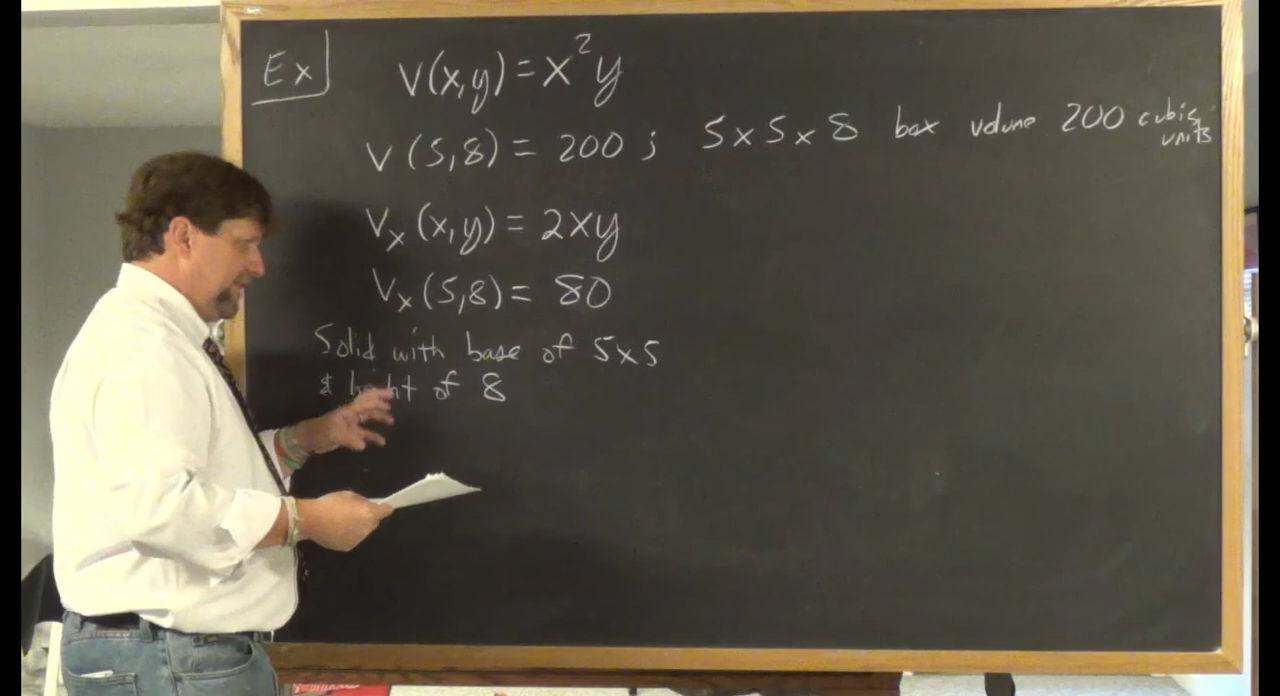 Ex
V(x,y) = x²y
V(5,8) = 200 ; 5 x 5 x 8 box volume 200 cubic units
Vx(x,y) = 2xy
Vx(5,8) = 80
Solid with base of 5x5
& of 8